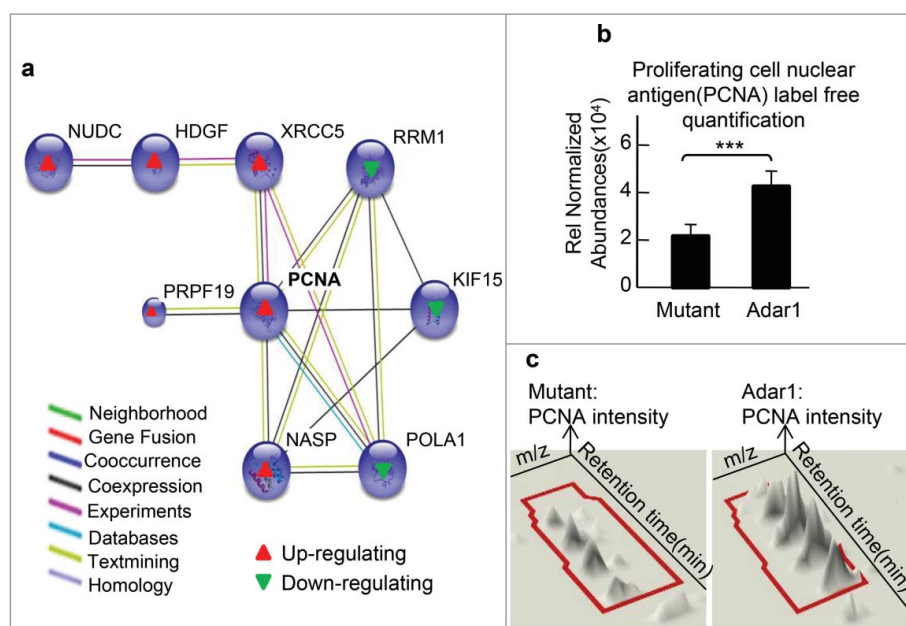 a
NUDC
HDGF
XRCC5
RRM1
PRPF19
PCNA
KIF15
NASP
POLA1
Neighborhood
Gene Fusion
Cooccurrence
Coexpression
Experiments
Databases
Textmining
Homology
Up-regulating
Down-regulating
b
Proliferating cell nuclear
antigen(PCNA) label free
quantification
Rel Normalized
Abundances(x10⁴)
6
4
2
0
***
Mutant
Adar1
c
Mutant:
PCNA intensity
m/z
Retention time(min)
Adar1:
PCNA intensity
m/z
Retention time(min)